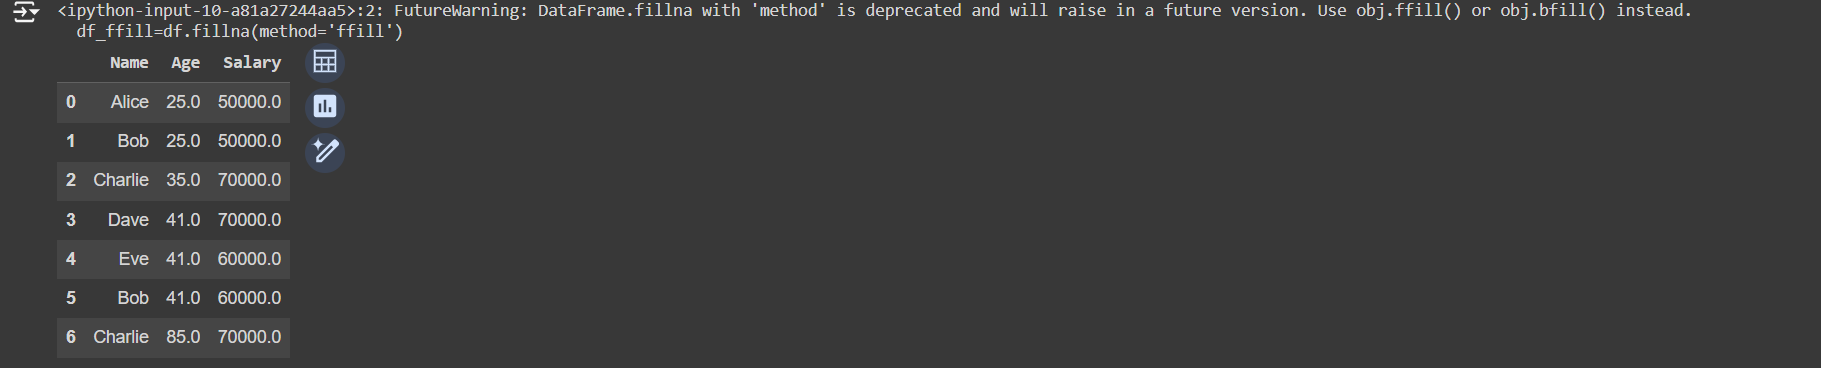 <ipython-input-10-a81a27244aa5>:2: FutureWarning: DataFrame.fillna with 'method' is deprecated and will raise in a future version. Use obj.ffill() or obj.bfill() instead.
df_ffill=df.fillna(method='ffill')
Name Age Salary
0 Alice 25.0 50000.0
1 Bob 25.0 50000.0
2 Charlie 35.0 70000.0
3 Dave 41.0 70000.0
4 Eve 41.0 60000.0
5 Bob 41.0 60000.0
6 Charlie 85.0 70000.0